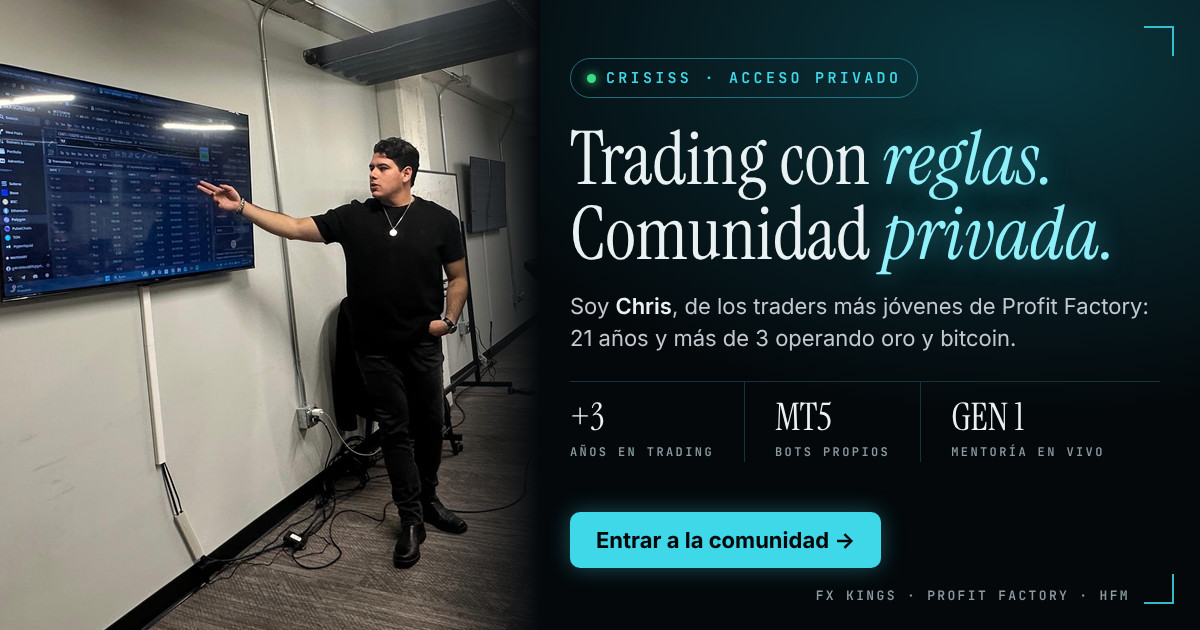 CRISISS · ACCESO PRIVADO
Trading con reglas.
Comunidad privada.
Soy Chris, de los traders más jóvenes de Profit Factory:
21 años y más de 3 operando oro y bitcoin.
+3
AÑOS EN TRADING
MT5
BOTS PROPIOS
GEN 1
MENTORÍA EN VIVO
Entrar a la comunidad →
FX KINGS · PROFIT FACTORY · HFM